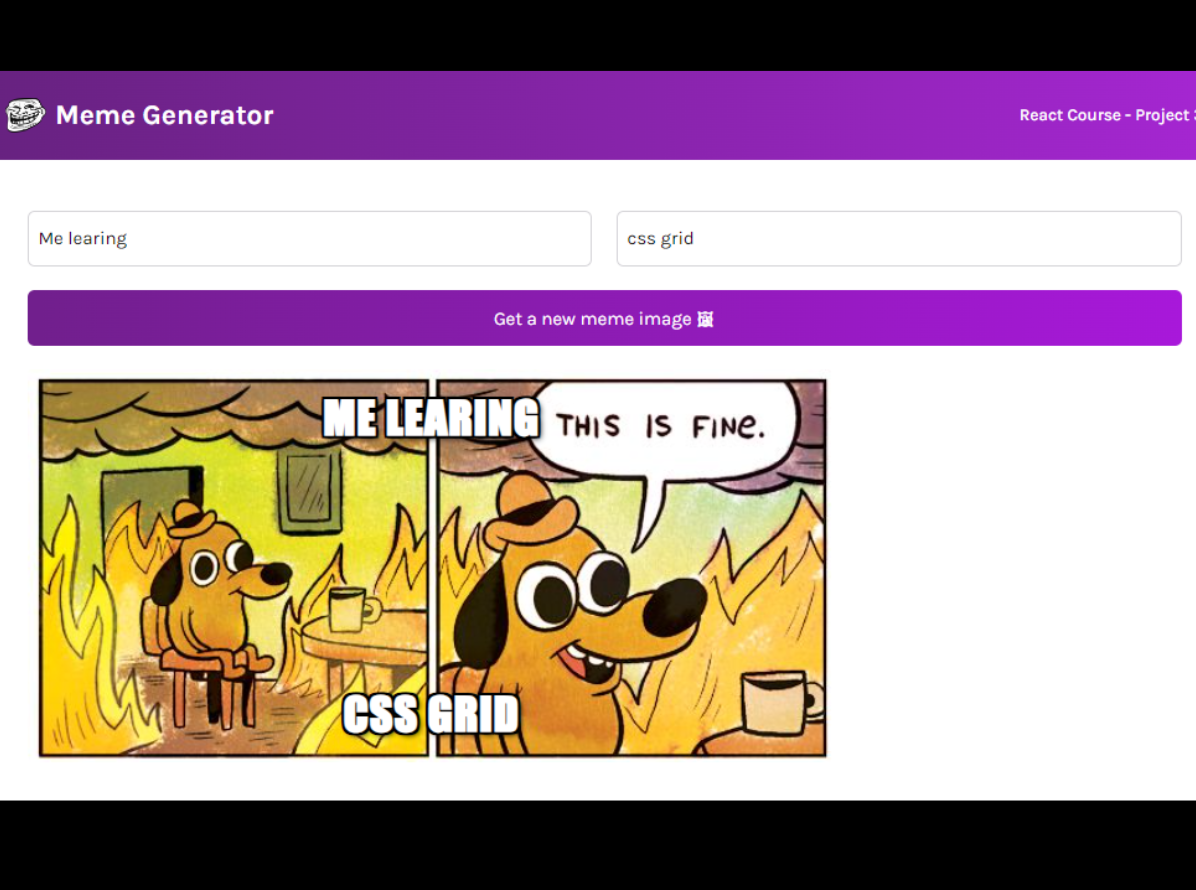 Meme Generator
React Course - Project
Me learing
css grid
Get a new meme image
ME LEARING
THIS IS FINE.
CSS GRID